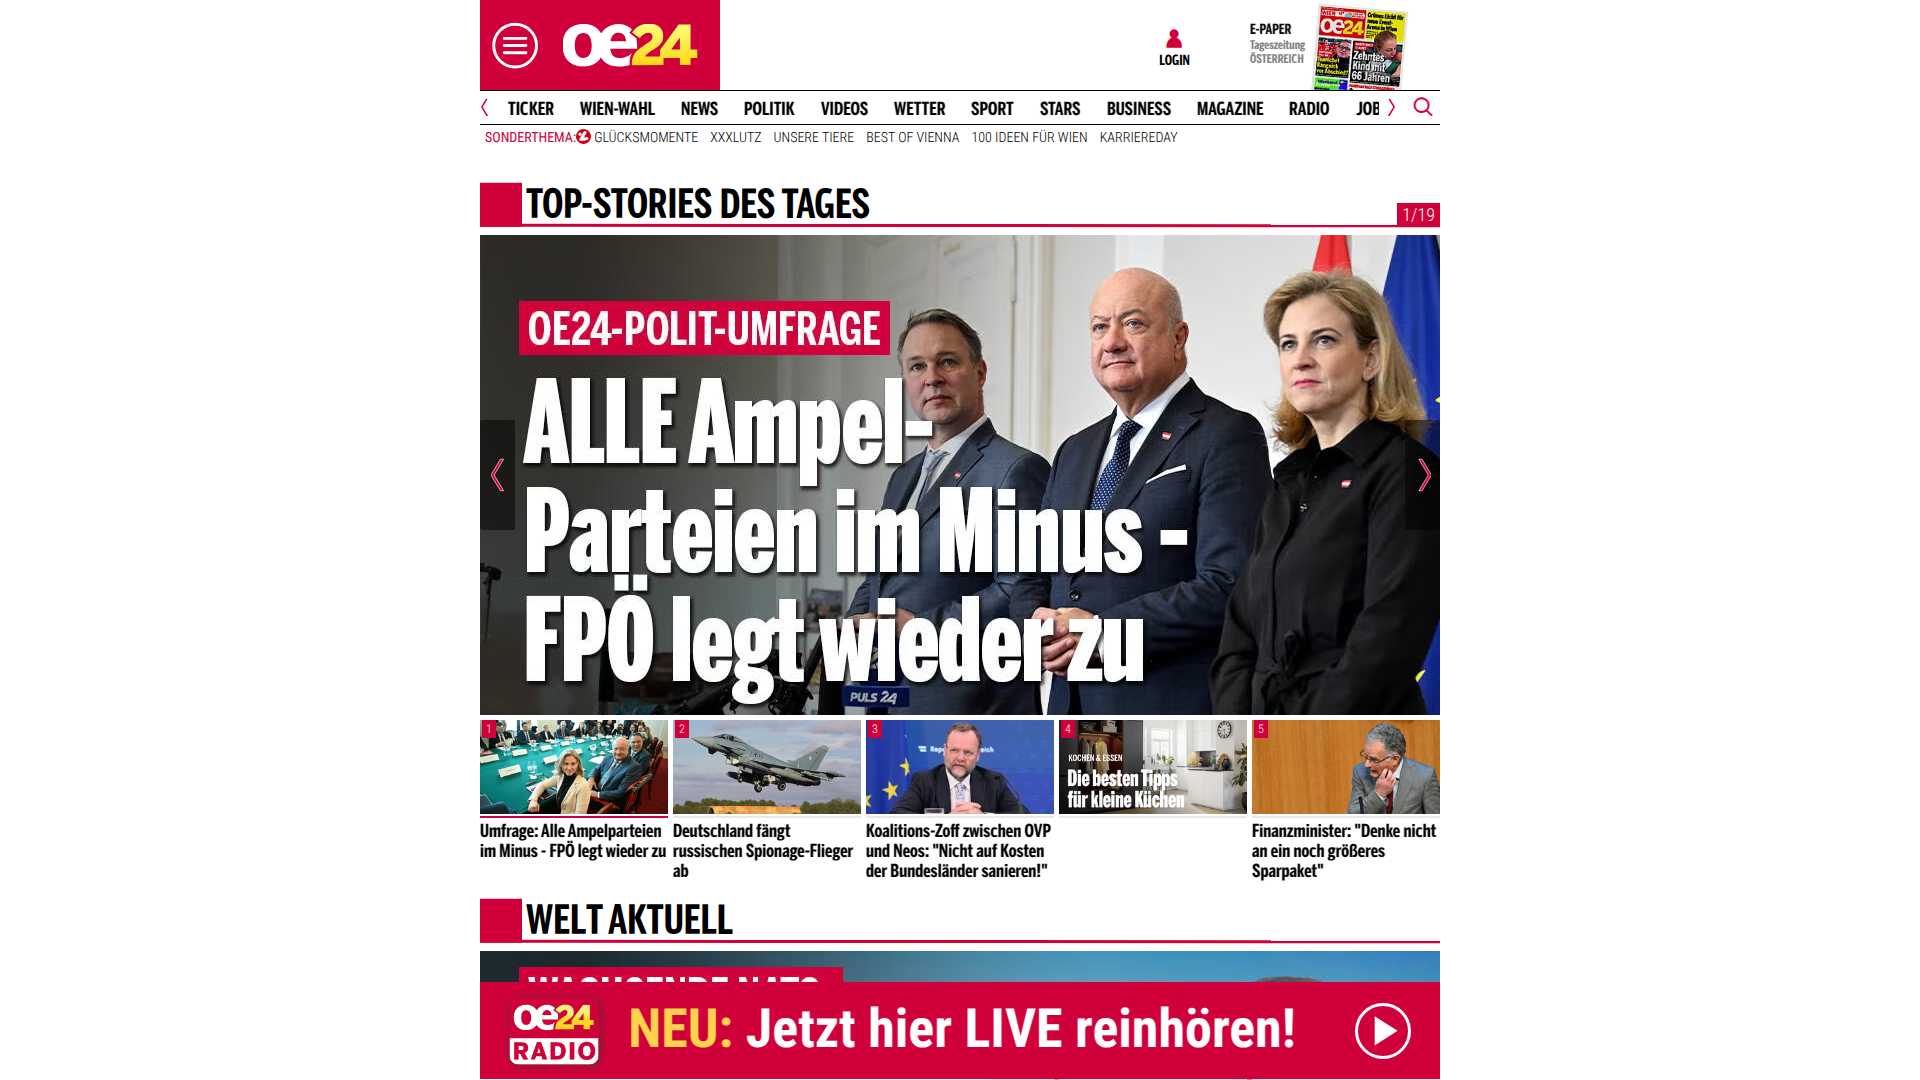 oe24
LOGIN
E-PAPER
Tageszeitung
ÖSTERREICH
oe24
Zehntes
Kind mit
66 Jahren
TICKER WIEN-WAHL NEWS POLITIK VIDEOS WETTER SPORT STARS BUSINESS MAGAZINE RADIO JOB
SONDERTHEMA: GLÜCKSMOMENTE XXXLUTZ UNSERE TIERE BEST OF VIENNA 100 IDEEN FÜR WIEN KARRIEREDAY
TOP-STORIES DES TAGES
1/19
OE24-POLIT-UMFRAGE
ALLE Ampel-
Parteien im Minus -
FPÖ legt wieder zu
PULS 24
1
2
3
4
KOCHEN & ESSEN
Die besten Tipps
für kleine Küchen
5
Umfrage: Alle Ampelparteien
im Minus - FPÖ legt wieder zu
Deutschland fängt
russischen Spionage-Flieger
ab
Koalitions-Zoff zwischen ÖVP
und Neos: "Nicht auf Kosten
der Bundesländer sanieren!"
Finanzminister: "Denke nicht
an ein noch größeres
Sparpaket"
WELT AKTUELL
WACHSENDE NATO-
oe24
RADIO
NEU: Jetzt hier LIVE reinhören!